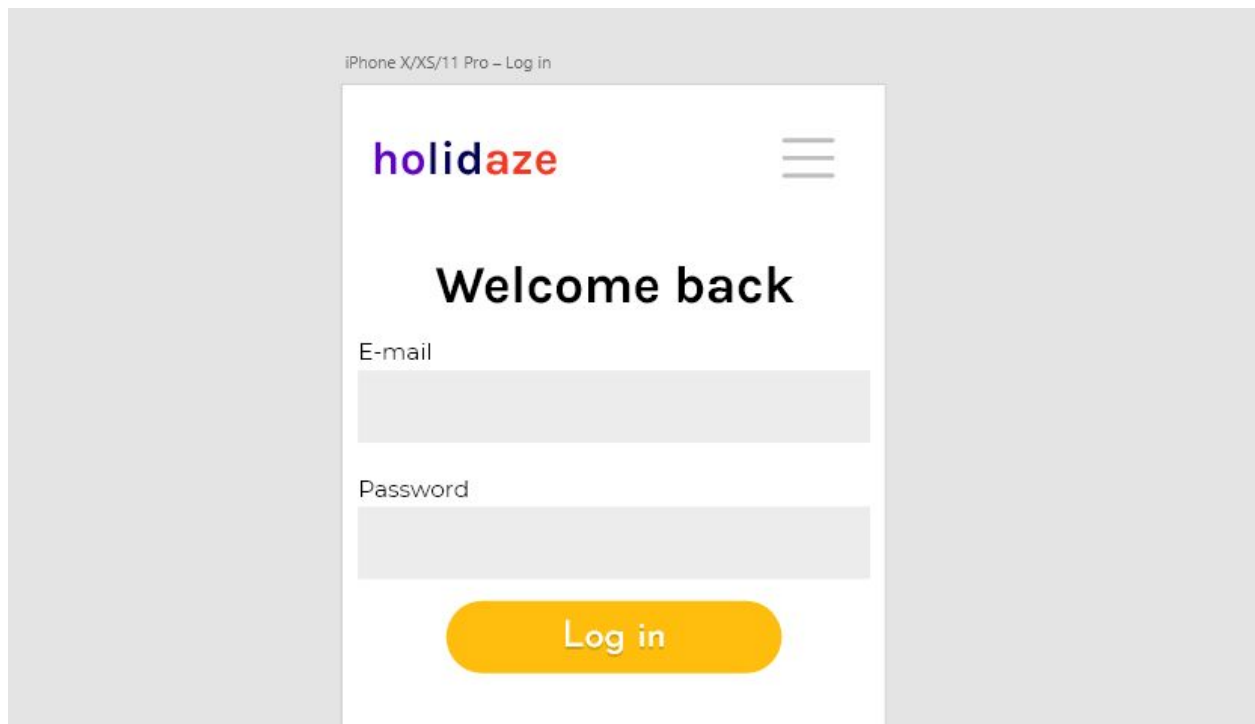 iPhone X/XS/11 Pro – Log in
holidaze
Welcome back
E-mail
Password
Log in